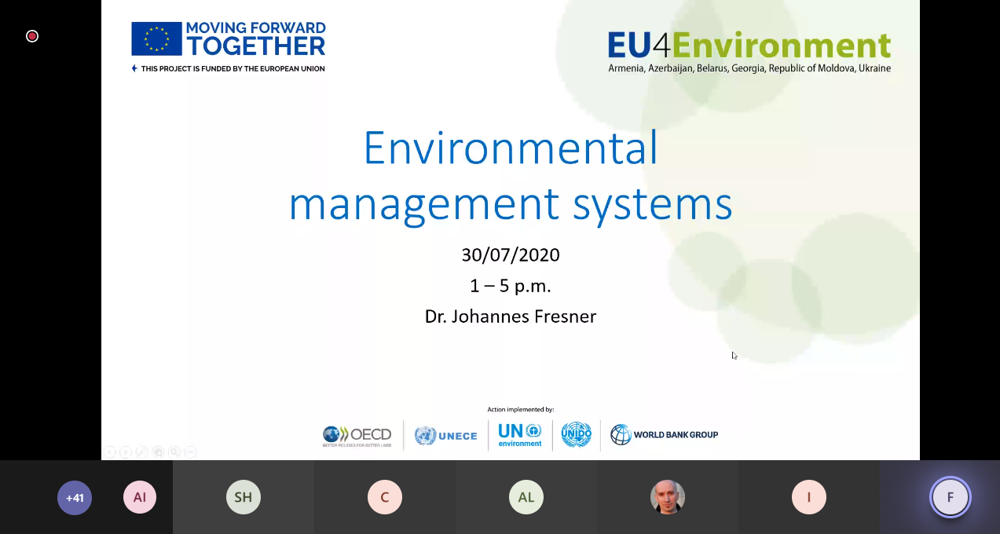 MOVING FORWARD
TOGETHER
THIS PROJECT IS FUNDED BY THE EUROPEAN UNION
EU4Environment
Armenia, Azerbaijan, Belarus, Georgia, Republic of Moldova, Ukraine
Environmental
management systems
30/07/2020
1 – 5 p.m.
Dr. Johannes Fresner
Action implemented by:
OECD
BETTER POLICIES FOR BETTER LIVES
UNECE
UN
environment
UNIDO
WORLD BANK GROUP
+41
AI
SH
C
AL
I
F